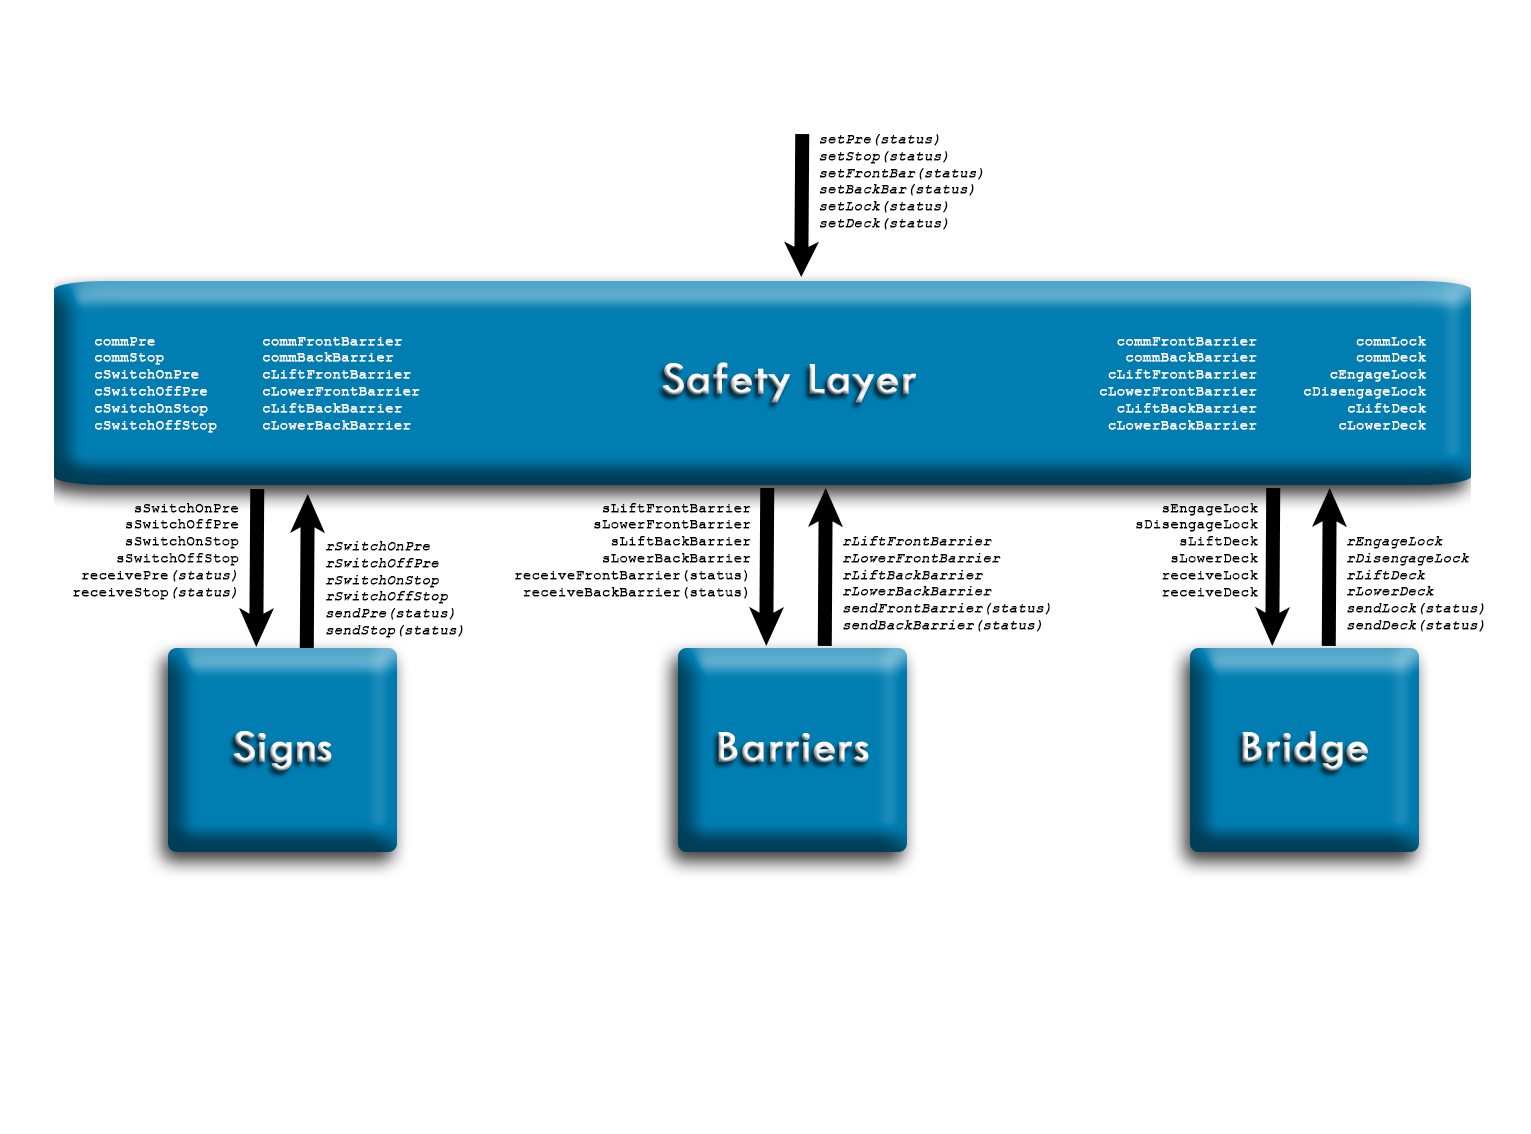 setPre(status)
setStop(status)
setFrontBar(status)
setBackBar(status)
setLock(status)
setDeck(status)
commPre
commStop
cSwitchOnPre
cSwitchOffPre
cSwitchOnStop
cSwitchOffStop
commFrontBarrier
commBackBarrier
cLiftFrontBarrier
cLowerFrontBarrier
cLiftBackBarrier
cLowerBackBarrier
Safety Layer
commFrontBarrier
commBackBarrier
cLiftFrontBarrier
cLowerFrontBarrier
cLiftBackBarrier
cLowerBackBarrier
commLock
commDeck
cEngageLock
cDisengageLock
cLiftDeck
cLowerDeck
sSwitchOnPre
sSwitchOffPre
sSwitchOnStop
sSwitchOffStop
receivePre(status)
receiveStop(status)
rSwitchOnPre
rSwitchOffPre
rSwitchOnStop
rSwitchOffStop
sendPre(status)
sendStop(status)
sLiftFrontBarrier
sLowerFrontBarrier
sLiftBackBarrier
sLowerBackBarrier
receiveFrontBarrier(status)
receiveBackBarrier(status)
rLiftFrontBarrier
rLowerFrontBarrier
rLiftBackBarrier
rLowerBackBarrier
sendFrontBarrier(status)
sendBackBarrier(status)
sEngageLock
sDisengageLock
sLiftDeck
sLowerDeck
receiveLock
receiveDeck
rEngageLock
rDisengageLock
rLiftDeck
rLowerDeck
sendLock(status)
sendDeck(status)
Signs
Barriers
Bridge